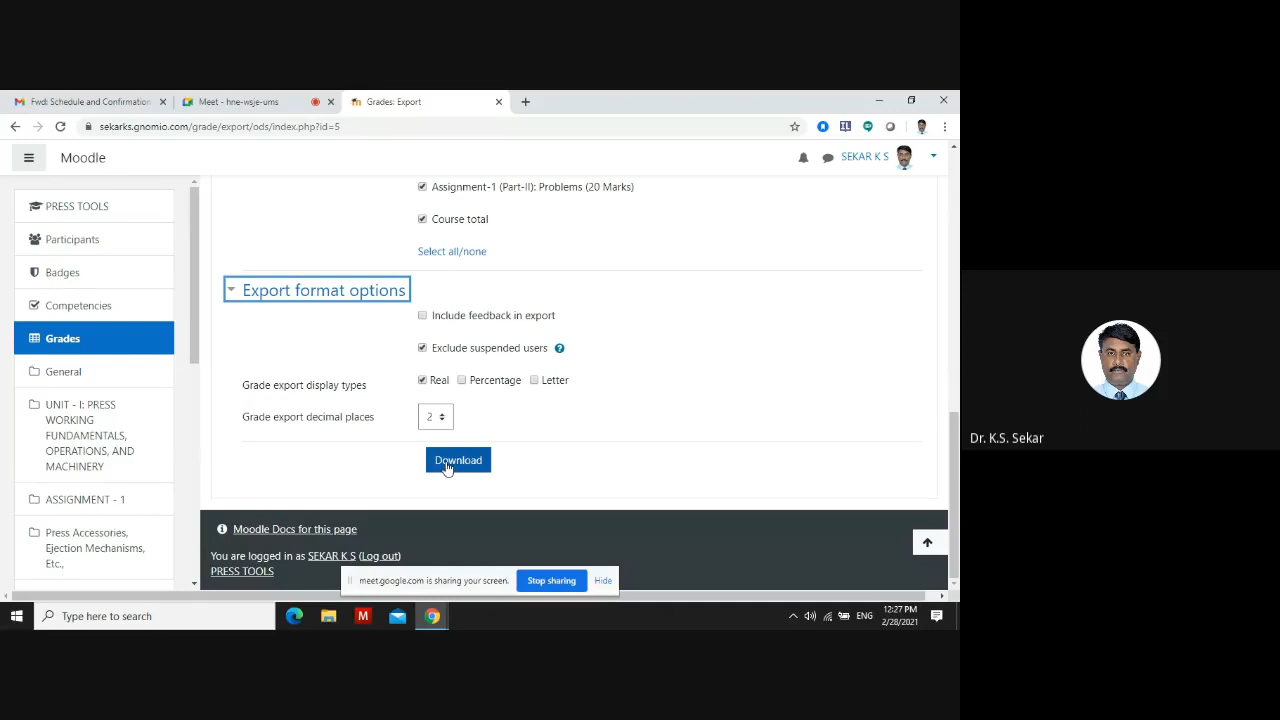 Fwd: Schedule and Confirmation
Meet - hne-wsje-ums
Grades: Export
sekarks.gnomio.com/grade/export/ods/index.php?id=5
Moodle
SEKAR K S
PRESS TOOLS
Participants
Badges
Competencies
Grades
General
UNIT - I: PRESS
WORKING
FUNDAMENTALS,
OPERATIONS, AND
MACHINERY
ASSIGNMENT - 1
Press Accessories,
Ejection Mechanisms,
Etc.,
Assignment-1 (Part-II): Problems (20 Marks)
Course total
Select all/none
Export format options
Include feedback in export
Exclude suspended users
Grade export display types
Real Percentage Letter
Grade export decimal places
2
Download
Moodle Docs for this page
You are logged in as SEKAR K S (Log out)
PRESS TOOLS
meet.google.com is sharing your screen.
Stop sharing
Hide
Type here to search
ENG
12:27 PM
2/28/2021
Dr. K.S. Sekar